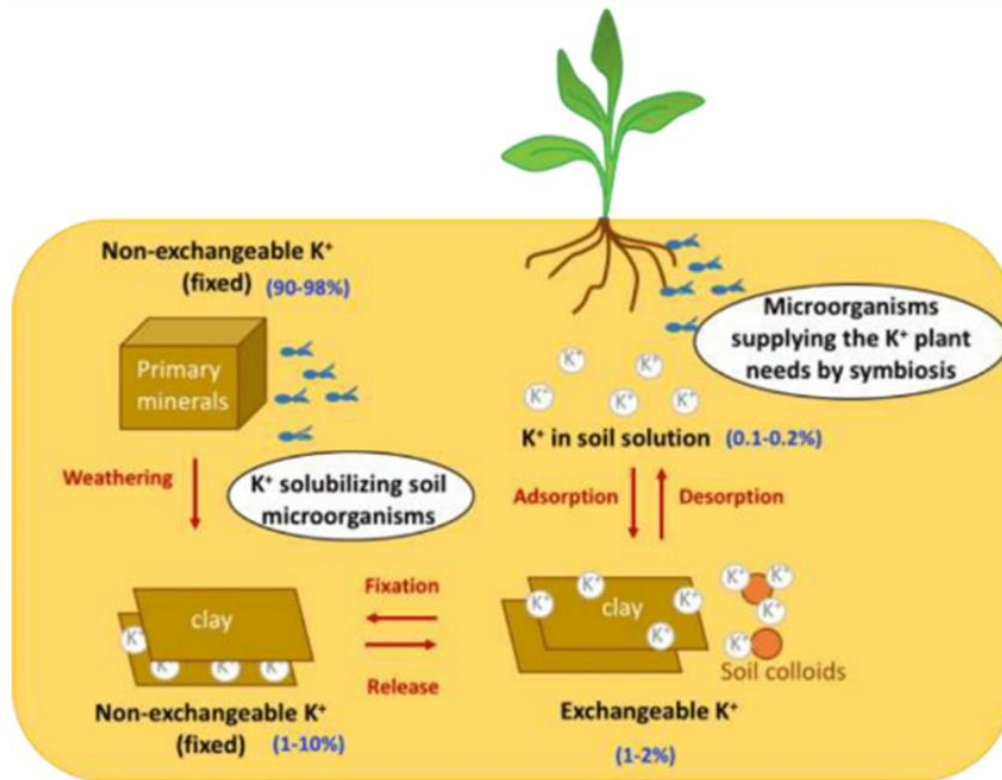 Non-exchangeable K⁺
(fixed) (90-98%)
Primary
minerals
Weathering
K⁺ solubilizing soil
microorganisms
Microorganisms
supplying the K⁺ plant
needs by symbiosis
K⁺ K⁺
K⁺ K⁺ K⁺
K⁺ in soil solution (0.1-0.2%)
Adsorption Desorption
clay
K⁺
K⁺ K⁺ K⁺
Non-exchangeable K⁺
(fixed) (1-10%)
Fixation
Release
K⁺
K⁺ clay K⁺
K⁺
K⁺ K⁺
K⁺
K⁺
Soil colloids
Exchangeable K⁺
(1-2%)